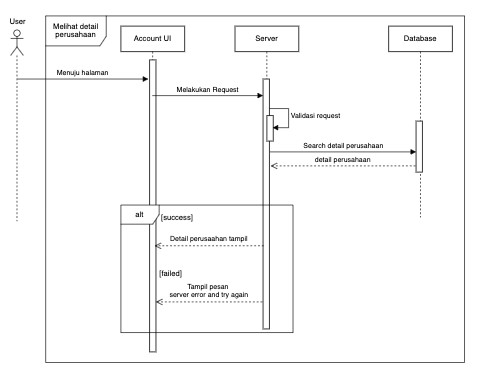 User
Melihat detail
perusahaan
Account UI
Server
Database
Menuju halaman
Melakukan Request
Validasi request
Search detail perusahaan
detail perusahaan
alt
[success]
Detail perusaahan tampil
[failed]
Tampil pesan
server error and try again